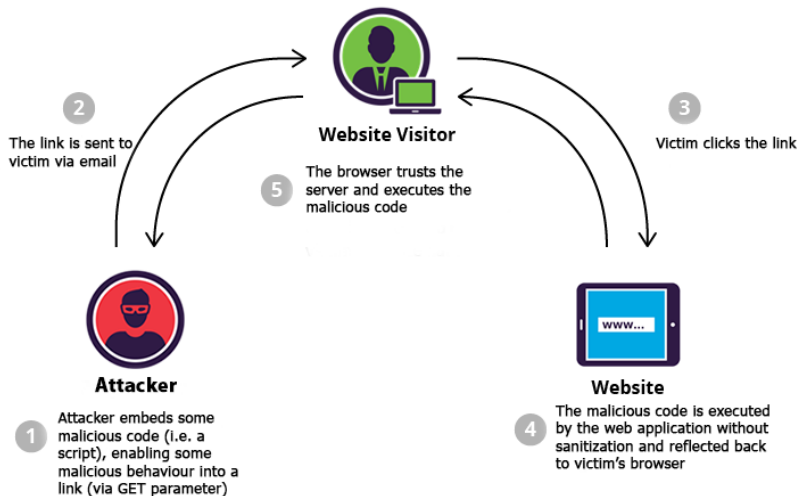 2
The link is sent to
victim via email
Website Visitor
5
The browser trusts the
server and executes the
malicious code
3
Victim clicks the link
Attacker
1
Attacker embeds some
malicious code (i.e. a
script), enabling some
malicious behaviour into a
link (via GET parameter)
www...
Website
4
The malicious code is executed
by the web application without
sanitization and reflected back
to victim's browser